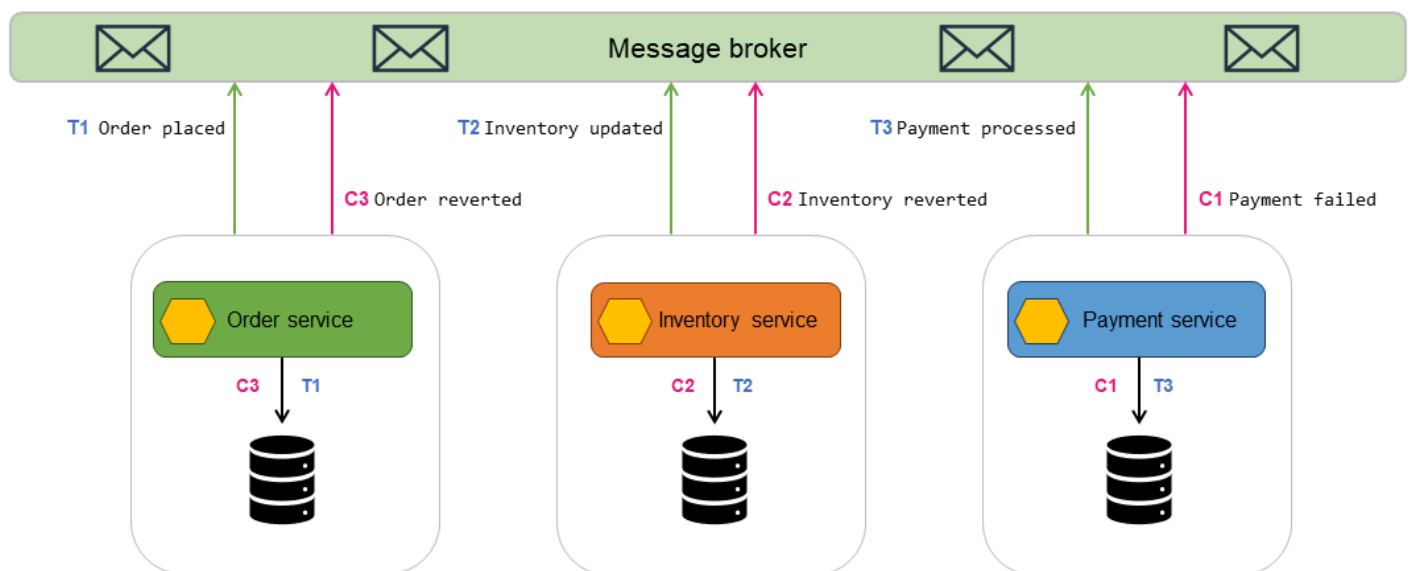 Message broker
T1 Order placed
T2 Inventory updated
T3 Payment processed
C3 Order reverted
C2 Inventory reverted
C1 Payment failed
Order service
Inventory service
Payment service
C3 T1
C2 T2
C1 T3